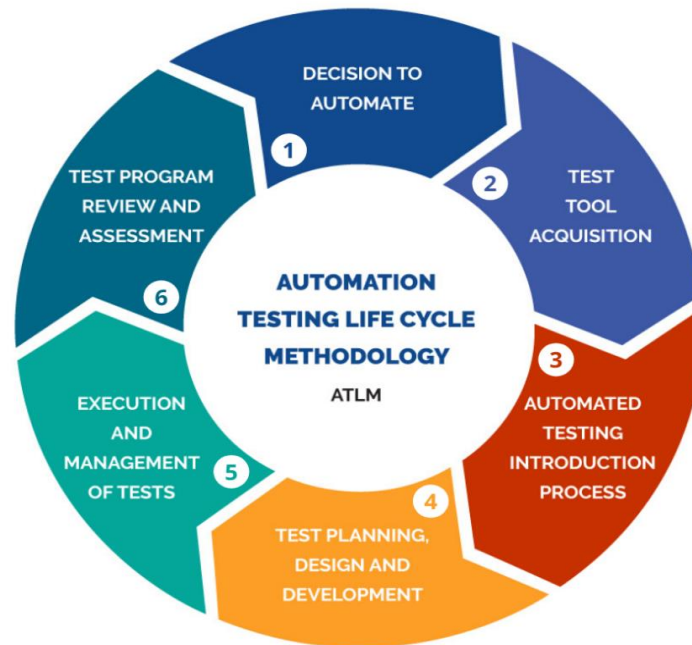 DECISION TO
AUTOMATE
1
2
TEST
TOOL
ACQUISITION
3
AUTOMATED
TESTING
INTRODUCTION
PROCESS
4
TEST PLANNING,
DESIGN AND
DEVELOPMENT
EXECUTION
AND
MANAGEMENT
OF TESTS
5
TEST PROGRAM
REVIEW AND
ASSESSMENT
6
AUTOMATION
TESTING LIFE CYCLE
METHODOLOGY
ATLM